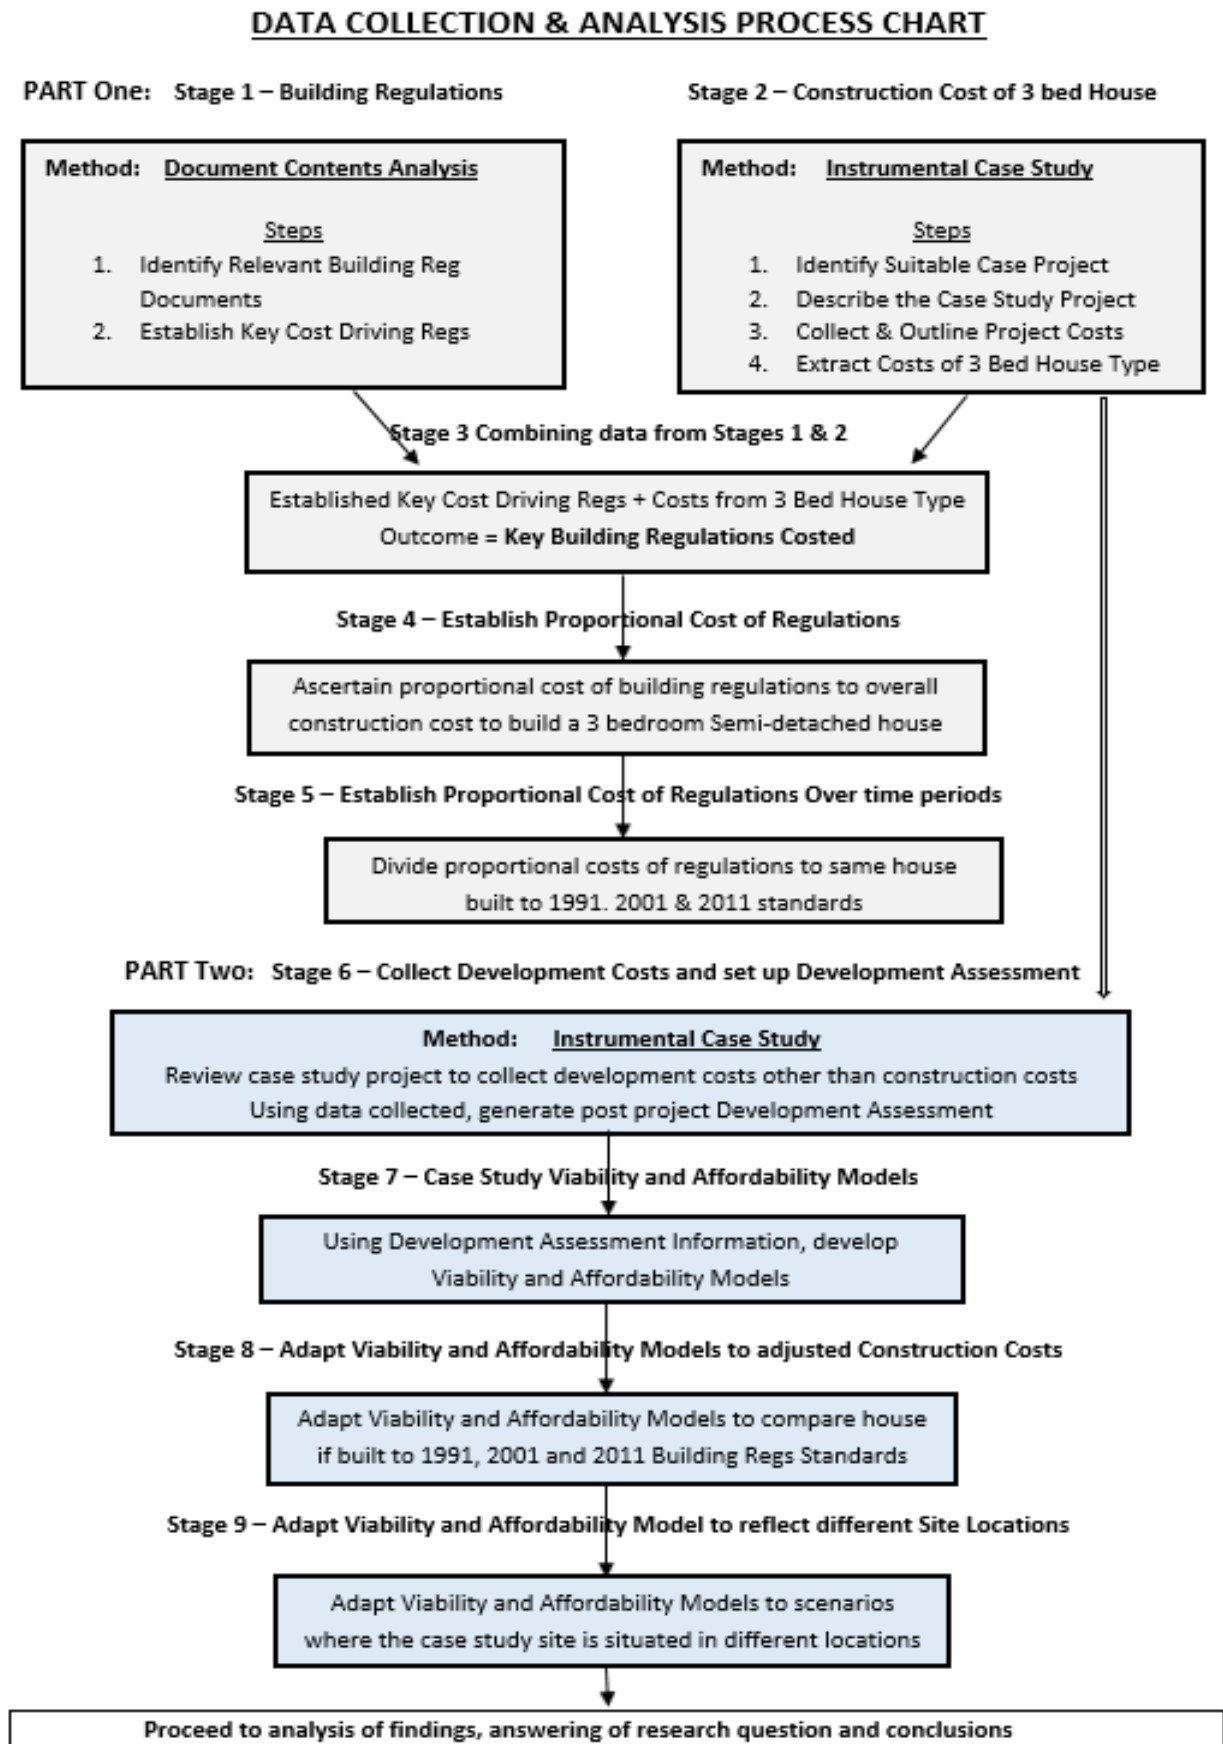 DATA COLLECTION & ANALYSIS PROCESS CHART
PART One: Stage 1 – Building Regulations
Stage 2 – Construction Cost of 3 bed House
Method: Document Contents Analysis
Steps
1. Identify Relevant Building Reg
Documents
2. Establish Key Cost Driving Regs
Method: Instrumental Case Study
Steps
1. Identify Suitable Case Project
2. Describe the Case Study Project
3. Collect & Outline Project Costs
4. Extract Costs of 3 Bed House Type
Stage 3 Combining data from Stages 1 & 2
Established Key Cost Driving Regs + Costs from 3 Bed House Type
Outcome = Key Building Regulations Costed
Stage 4 – Establish Proportional Cost of Regulations
Ascertain proportional cost of building regulations to overall
construction cost to build a 3 bedroom Semi-detached house
Stage 5 – Establish Proportional Cost of Regulations Over time periods
Divide proportional costs of regulations to same house
built to 1991. 2001 & 2011 standards
PART Two: Stage 6 – Collect Development Costs and set up Development Assessment
Method: Instrumental Case Study
Review case study project to collect development costs other than construction costs
Using data collected, generate post project Development Assessment
Stage 7 – Case Study Viability and Affordability Models
Using Development Assessment Information, develop
Viability and Affordability Models
Stage 8 – Adapt Viability and Affordability Models to adjusted Construction Costs
Adapt Viability and Affordability Models to compare house
if built to 1991, 2001 and 2011 Building Regs Standards
Stage 9 – Adapt Viability and Affordability Model to reflect different Site Locations
Adapt Viability and Affordability Models to scenarios
where the case study site is situated in different locations
Proceed to analysis of findings, answering of research question and conclusions